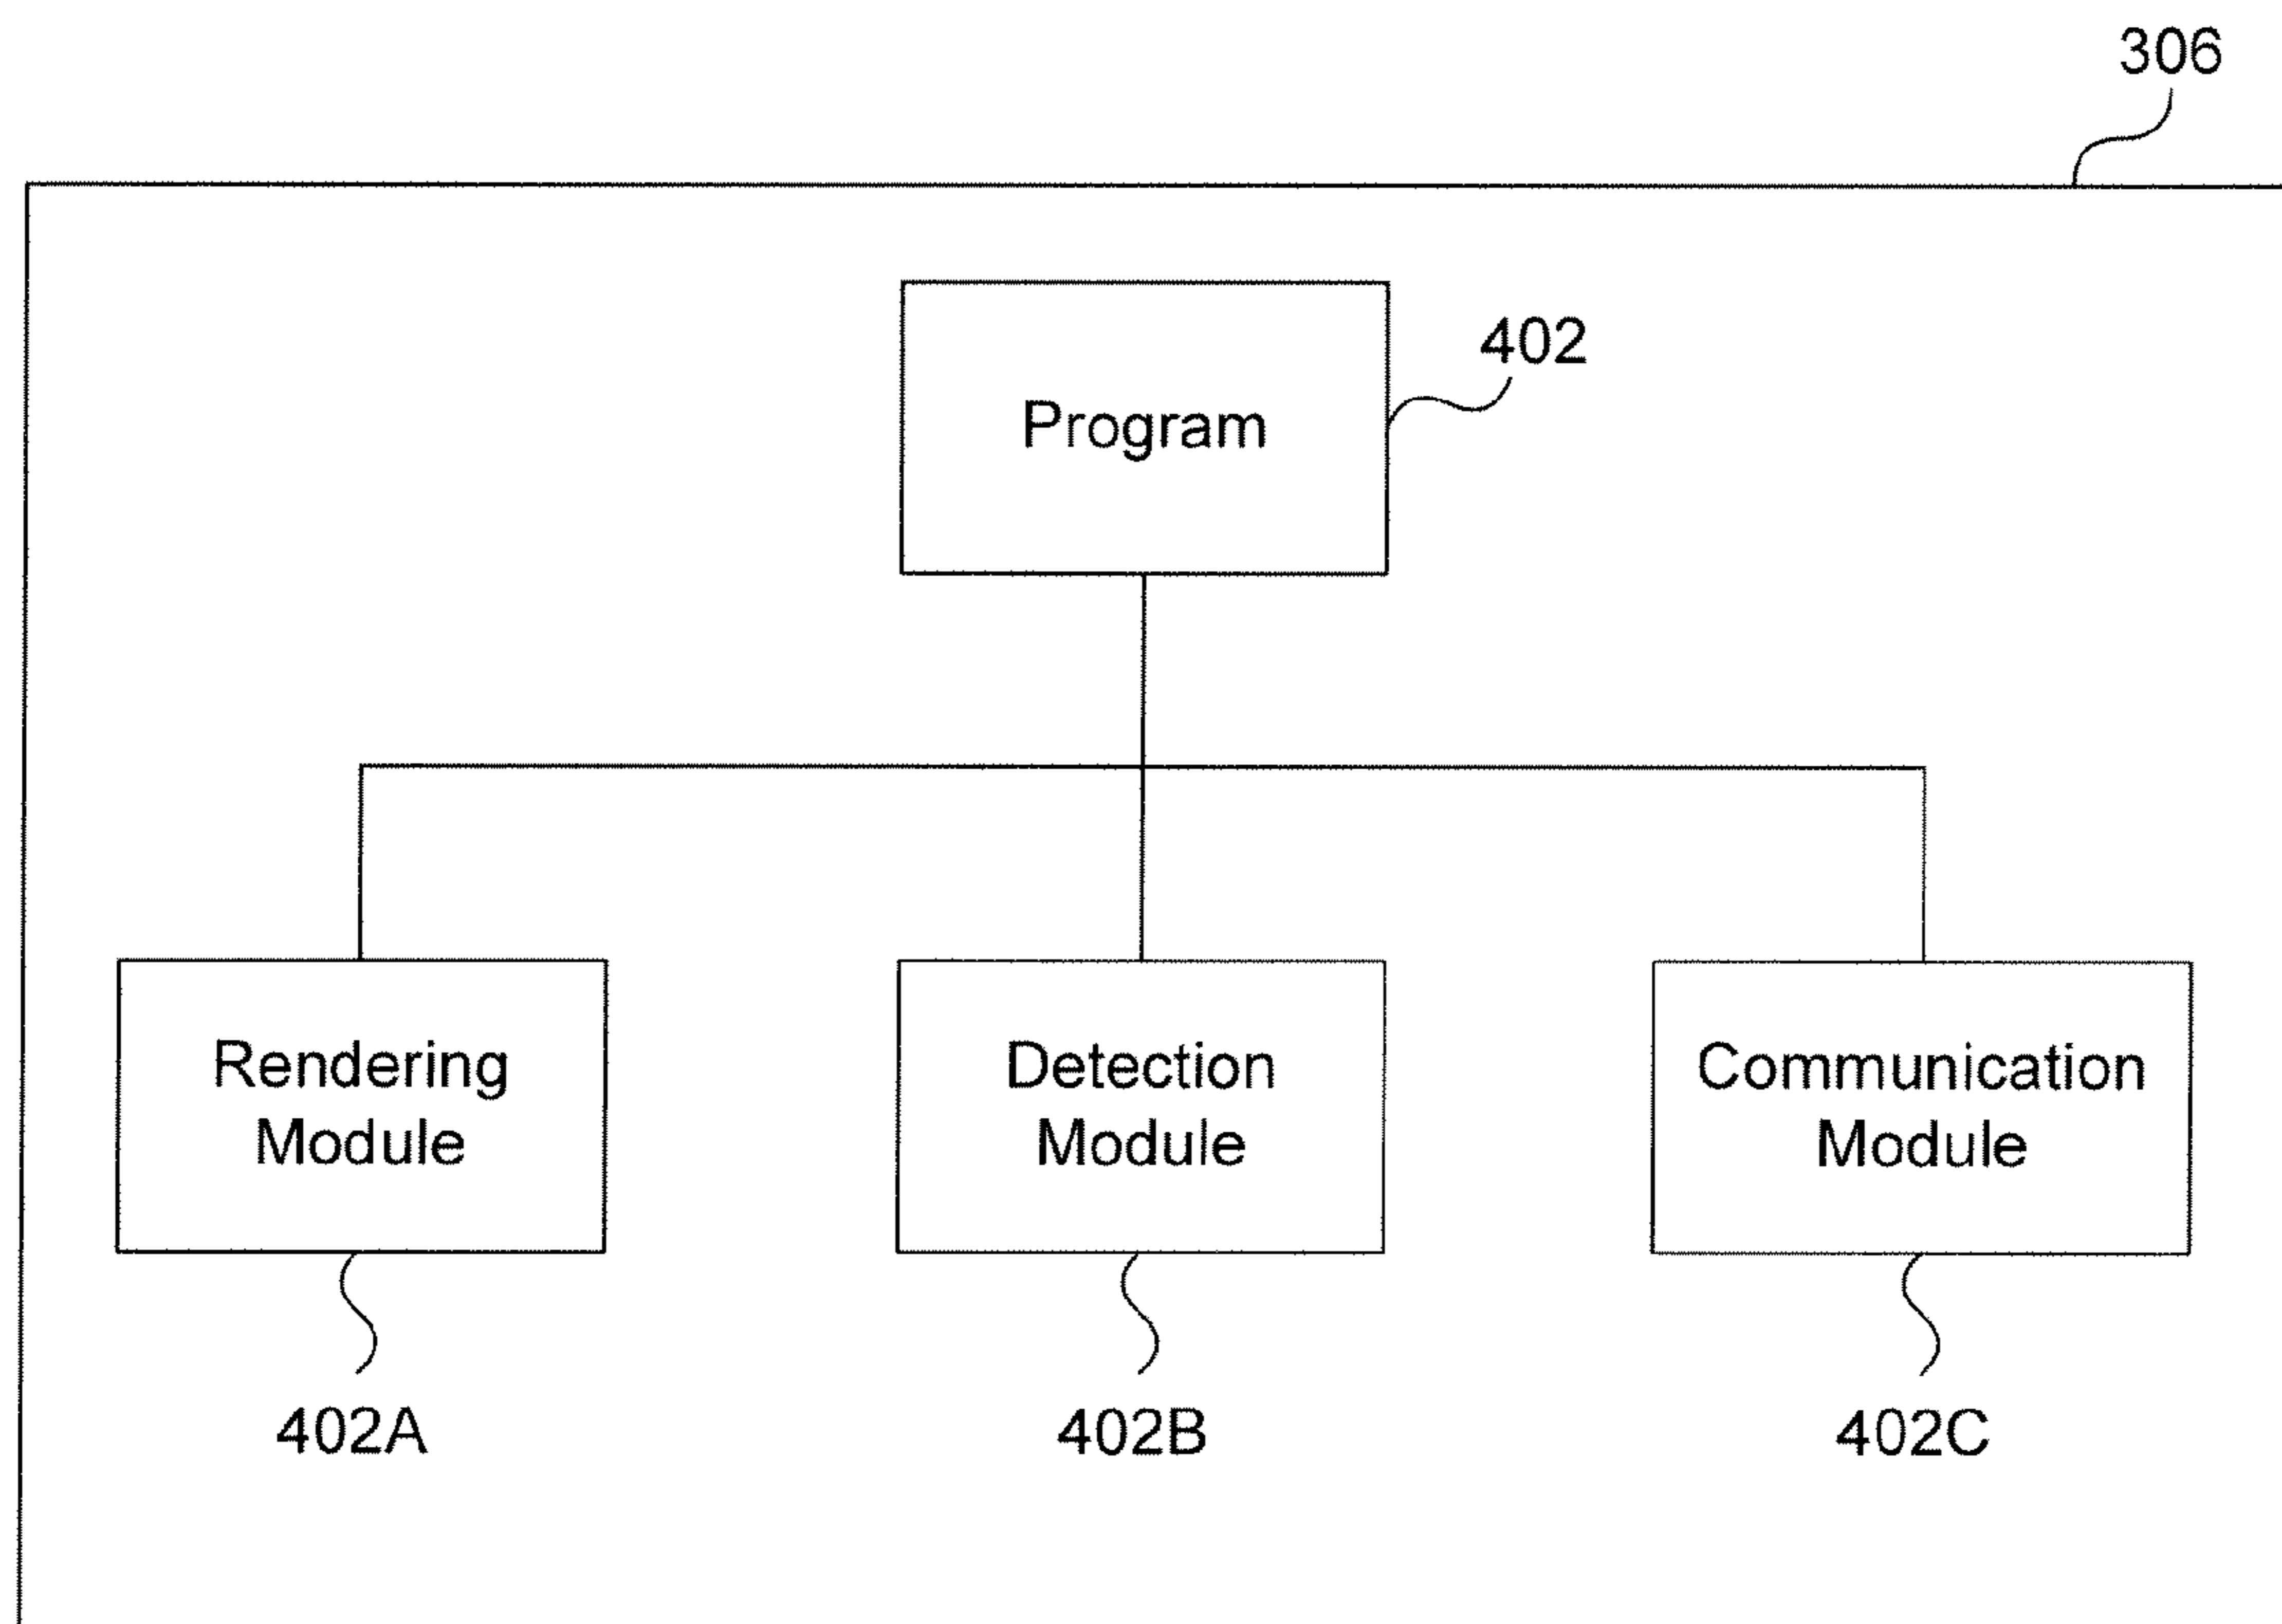 306
Program
402
Rendering
Module
Detection
Module
Communication
Module
402A
402B
402C